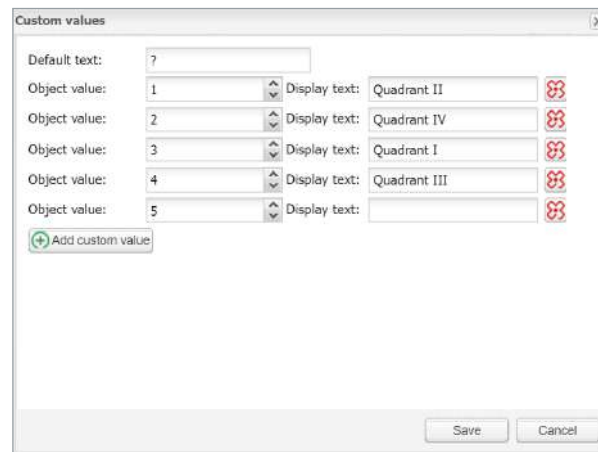 Custom values
Default text: ?
Object value: 1 Display text: Quadrant II
Object value: 2 Display text: Quadrant IV
Object value: 3 Display text: Quadrant I
Object value: 4 Display text: Quadrant III
Object value: 5 Display text:
Add custom value
Save Cancel